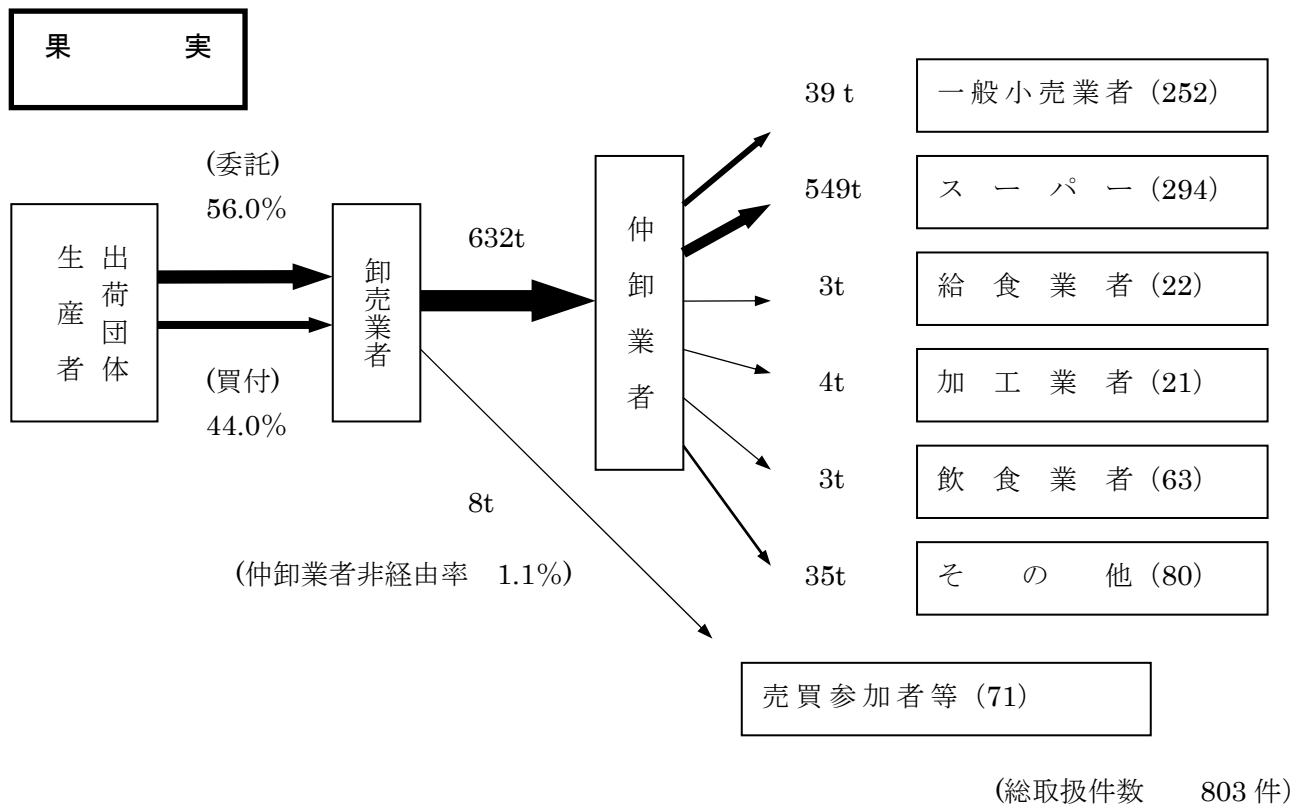 果 実
(委託)
56.0%
生産者
出荷団体
(買付)
44.0%
卸売業者
632t
8t
(仲卸業者非経由率 1.1%)
仲卸業者
39 t
一般小売業者 (252)
549t
スーパー (294)
3t
給食業者 (22)
4t
加工業者 (21)
3t
飲食業者 (63)
35t
その他 (80)
売買参加者等 (71)
(総取扱件数 803 件)